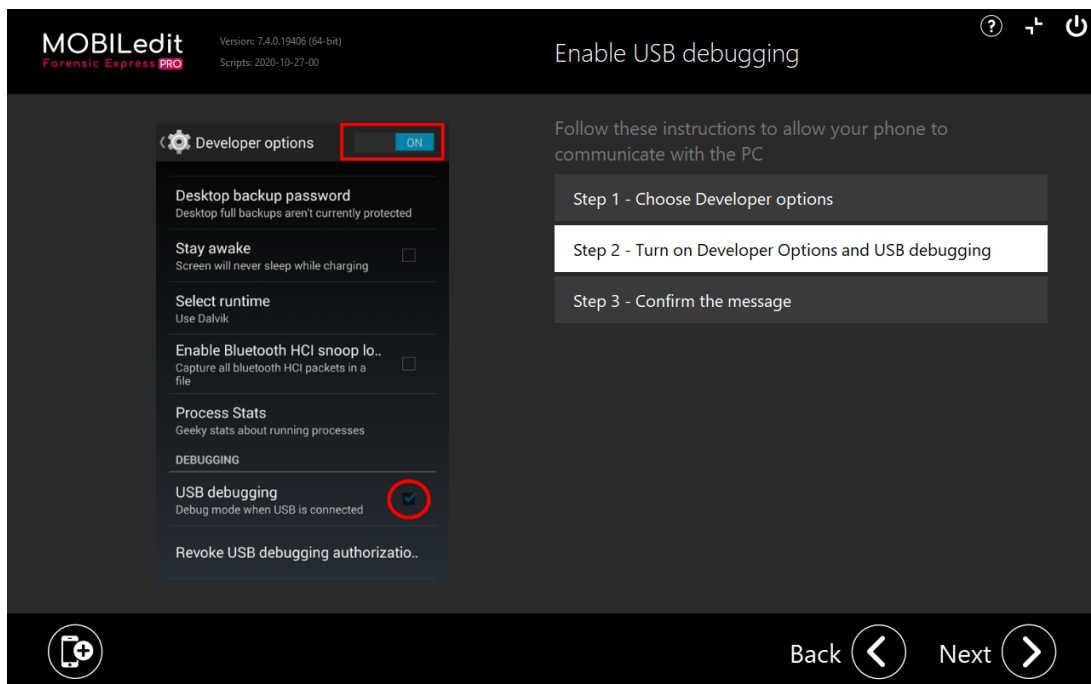 MOBILedit
Forensic Express PRO
Version: 7.4.0.19406 (64-bit)
Scripts: 2020-10-27-00
Enable USB debugging
?
Developer options
ON
Desktop backup password
Desktop full backups aren't currently protected
Stay awake
Screen will never sleep while charging
Select runtime
Use Dalvik
Enable Bluetooth HCI snoop lo..
Capture all bluetooth HCI packets in a
file
Process Stats
Geeky stats about running processes
DEBUGGING
USB debugging
Debug mode when USB is connected
Revoke USB debugging authorizatio..
Follow these instructions to allow your phone to
communicate with the PC
Step 1 - Choose Developer options
Step 2 - Turn on Developer Options and USB debugging
Step 3 - Confirm the message
Back
Next